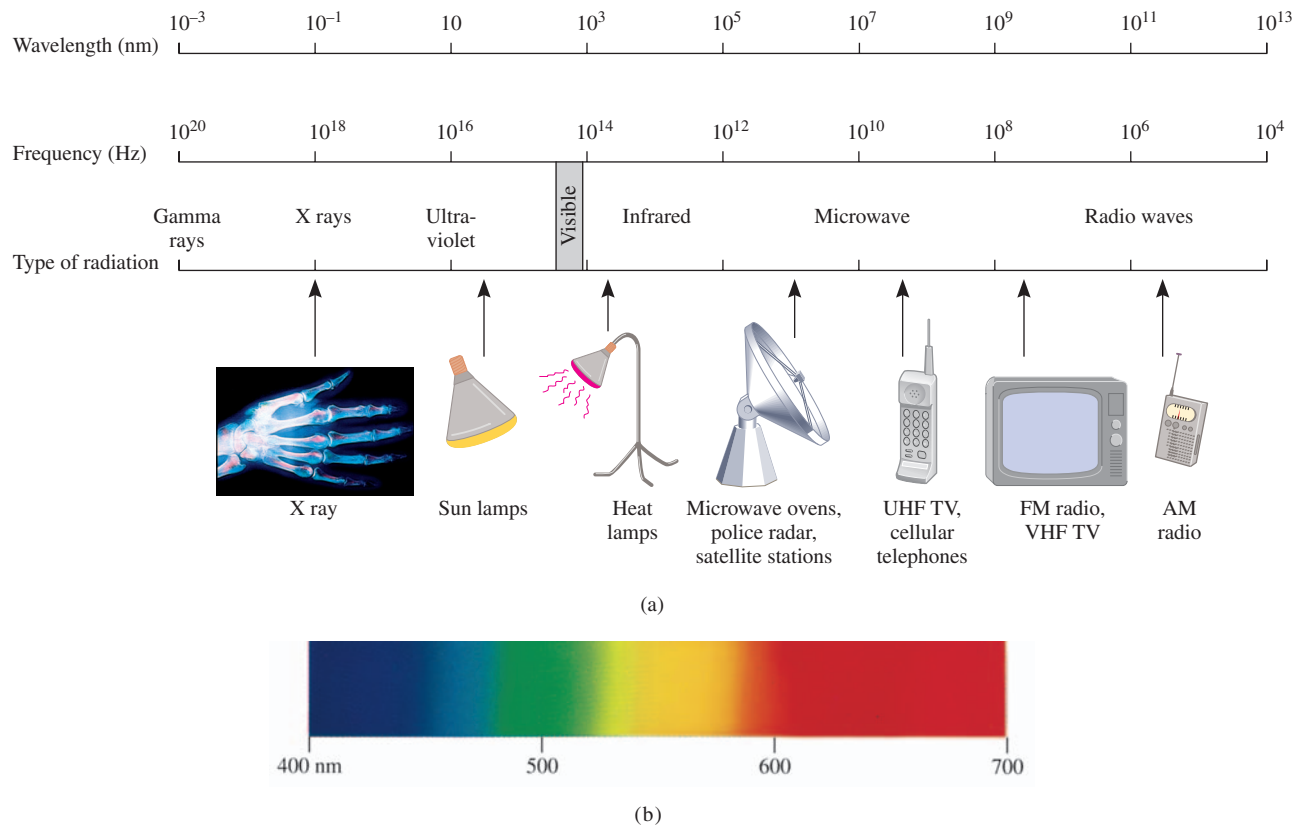 10⁻³ 10⁻¹ 10 10³ 10⁵ 10⁷ 10⁹ 10¹¹ 10¹³
Wavelength (nm)
10²⁰ 10¹⁸ 10¹⁶ 10¹⁴ 10¹² 10¹⁰ 10⁸ 10⁶ 10⁴
Frequency (Hz)
Gamma
rays
X rays
Ultra-
violet
Visible
Infrared
Microwave
Radio waves
Type of radiation
X ray
Sun lamps
Heat
lamps
Microwave ovens,
police radar,
satellite stations
UHF TV,
cellular
telephones
FM radio,
VHF TV
AM
radio
(a)
400 nm 500 600 700
(b)